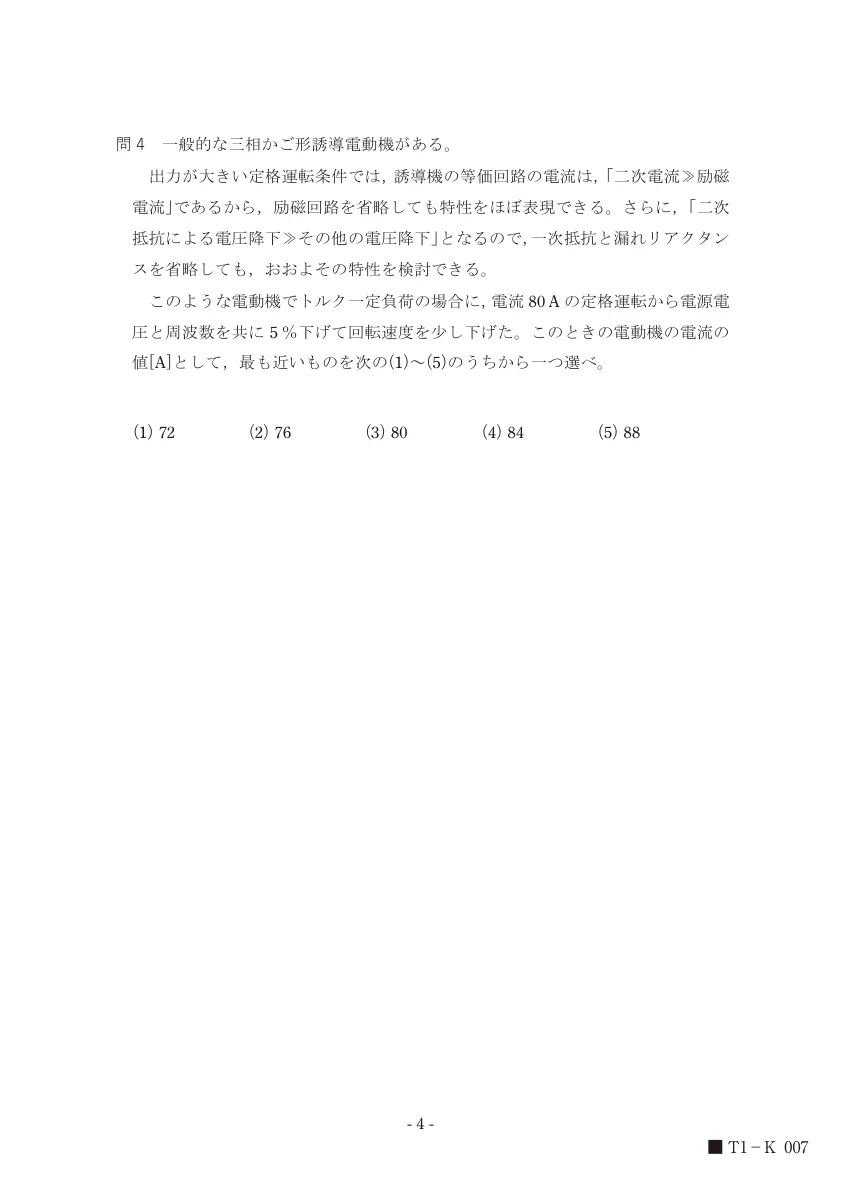 問4 一般的な三相かご形誘導電動機がある。
出力が大きい定格運転条件では,誘導機の等価回路の電流は,「二次電流≫励磁
電流」であるから,励磁回路を省略しても特性をほぼ表現できる。さらに,「二次
抵抗による電圧降下≫その他の電圧降下」となるので,一次抵抗と漏れリアクタン
スを省略しても,おおよその特性を検討できる。
このような電動機でトルク一定負荷の場合に,電流 80 A の定格運転から電源電
圧と周波数を共に 5 %下げて回転速度を少し下げた。このときの電動機の電流の
値[A]として,最も近いものを次の(1)~(5)のうちから一つ選べ。
(1) 72 (2) 76 (3) 80 (4) 84 (5) 88
- 4 -
■ T1-K 007